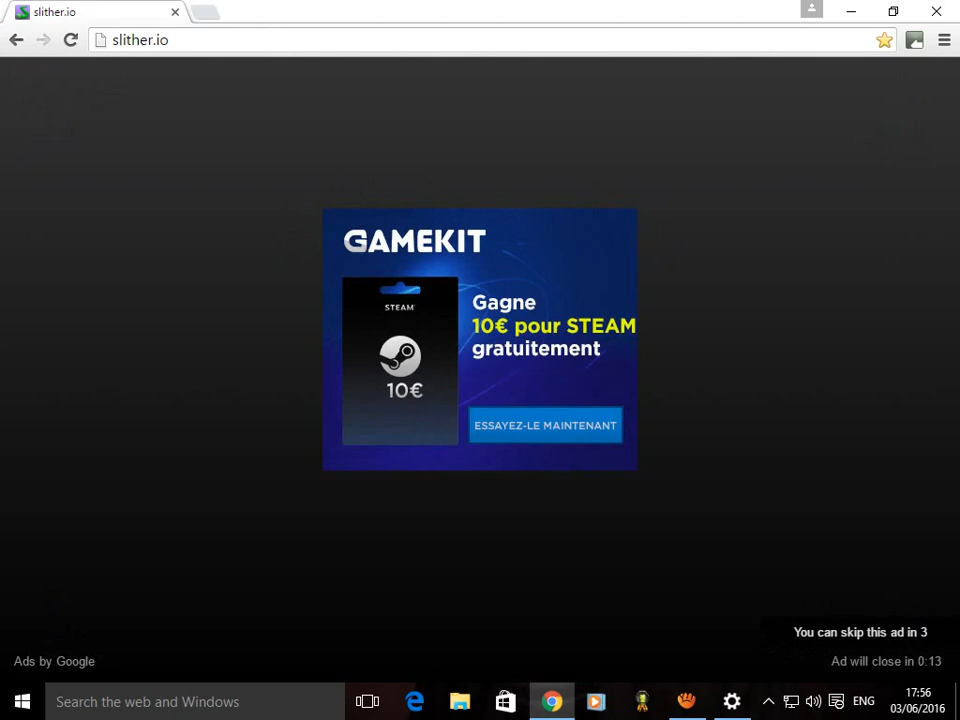 slither.io
slither.io
GAMEKIT
STEAM
10€
Gagne
10€ pour STEAM
gratuitement
ESSAYEZ-LE MAINTENANT
You can skip this ad in 3
Ads by Google
Ad will close in 0:13
Search the web and Windows
ENG
17:56
03/06/2016